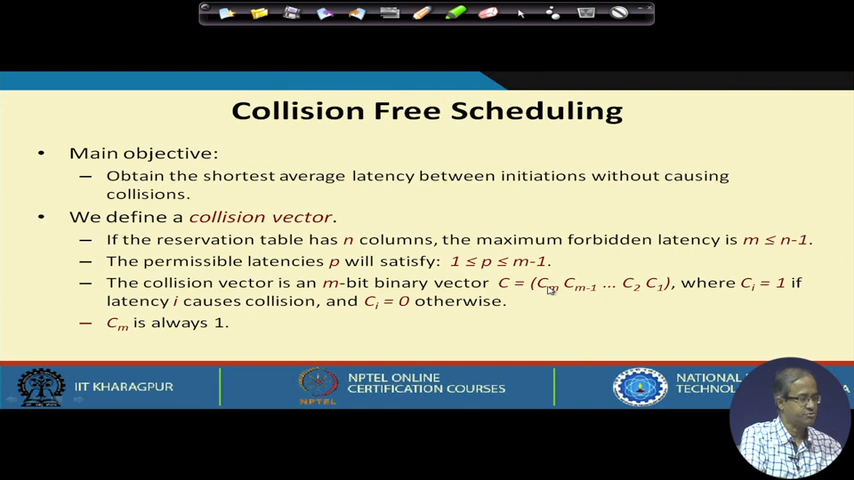 Collision Free Scheduling
• Main objective:
– Obtain the shortest average latency between initiations without causing
collisions.
• We define a collision vector.
– If the reservation table has n columns, the maximum forbidden latency is m ≤ n-1.
– The permissible latencies p will satisfy: 1 ≤ p ≤ m-1.
– The collision vector is an m-bit binary vector C = (Cm Cm-1 ... C2 C1), where Ci = 1 if
latency i causes collision, and Ci = 0 otherwise.
– Cm is always 1.
IIT KHARAGPUR
NPTEL
NPTEL ONLINE
CERTIFICATION COURSES
NATIONAL